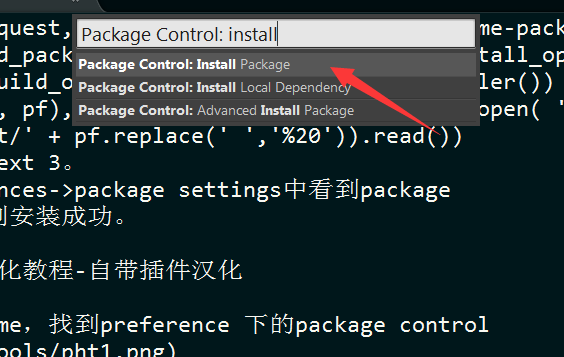 Package Control: install
Package Control: Install Package
Package Control: Install Local Dependency
Package Control: Advanced Install Package
quest,
me-pack
d_pack
tall_op
uild_o
ler())
, pf),
open( '
t/' + pf.replace(' ','%20')).read())
ext 3。
nces->package settings中看到package
安装成功。
化教程-自带插件汉化
me，找到preference 下的package control
ools/pht1.png)